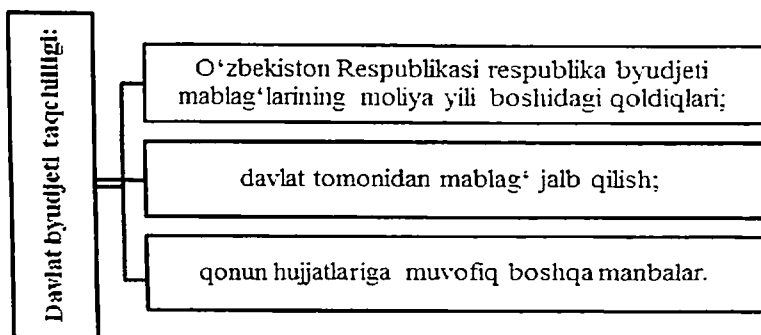 Davlat byudjeti taqchilligi:
O‘zbekiston Respublikasi respublika byudjeti
mablag‘larining moliya yili boshidagi qoldiqlari;
davlat tomonidan mablag‘ jalb qilish;
qonun hujjatlariga muvofiq boshqa manbalar.